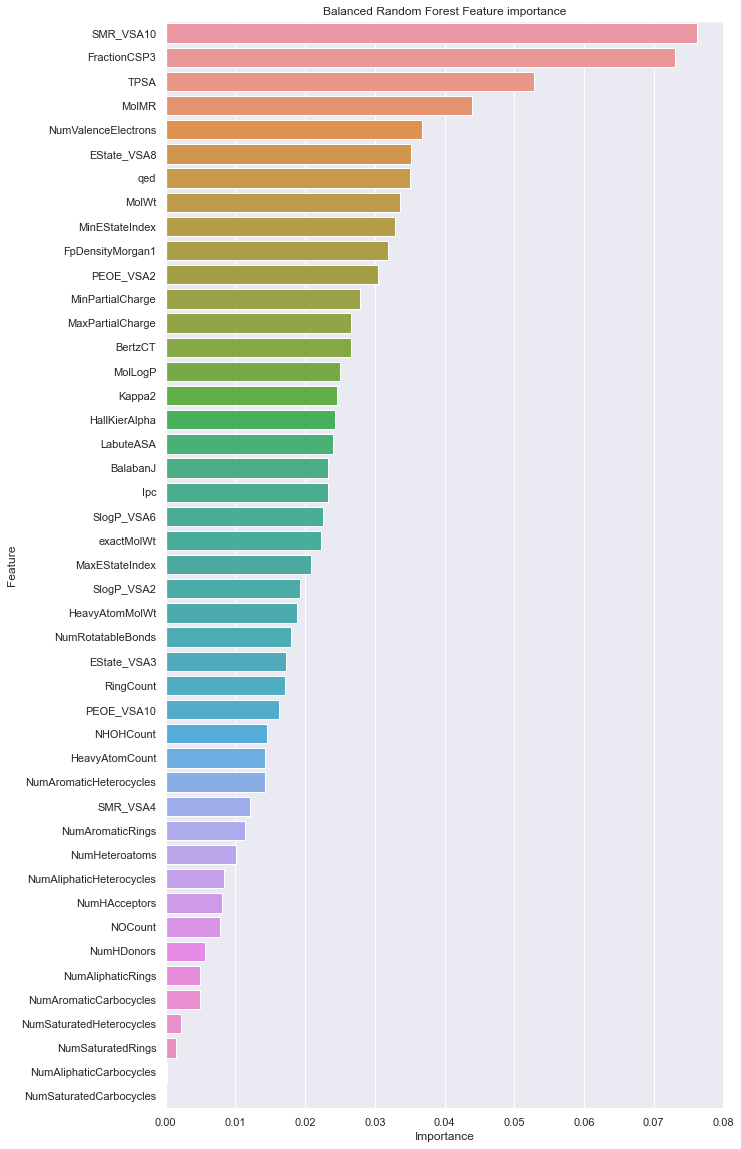 Balanced Random Forest Feature importance
SMR_VSA10
FractionCSP3
TPSA
MolMR
NumValenceElectrons
EState_VSA8
qed
MolWt
MinEStateIndex
FpDensityMorgan1
PEOE_VSA2
MinPartialCharge
MaxPartialCharge
BertzCT
MolLogP
Kappa2
HallKierAlpha
LabuteASA
BalabanJ
Ipc
SlogP_VSA6
exactMolWt
MaxEStateIndex
SlogP_VSA2
HeavyAtomMolWt
NumRotatableBonds
EState_VSA3
RingCount
PEOE_VSA10
NHOHCount
HeavyAtomCount
NumAromaticHeterocycles
SMR_VSA4
NumAromaticRings
NumHeteroatoms
NumAliphaticHeterocycles
NumHAcceptors
NOCount
NumHDonors
NumAliphaticRings
NumAromaticCarbocycles
NumSaturatedHeterocycles
NumSaturatedRings
NumAliphaticCarbocycles
NumSaturatedCarbocycles
Feature
0.00 0.01 0.02 0.03 0.04 0.05 0.06 0.07 0.08
Importance